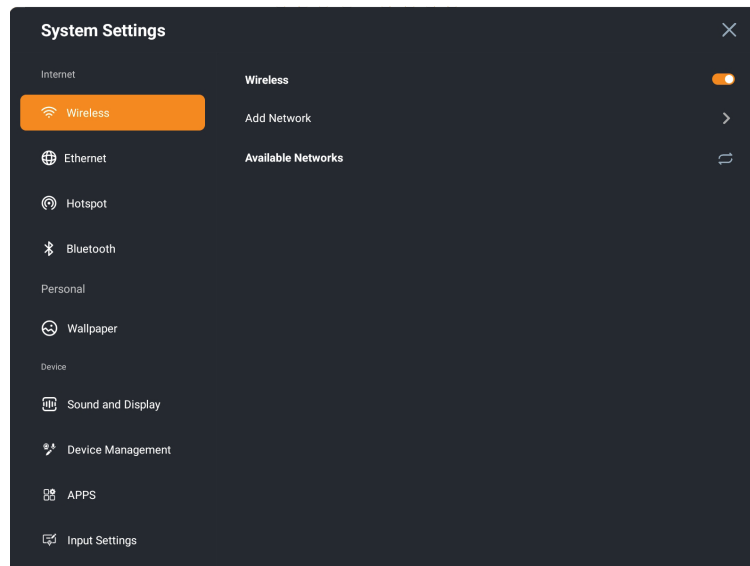 System Settings
Internet
Wireless
Ethernet
Hotspot
Bluetooth
Personal
Wallpaper
Device
Sound and Display
Device Management
APPS
Input Settings
Wireless
Add Network
Available Networks